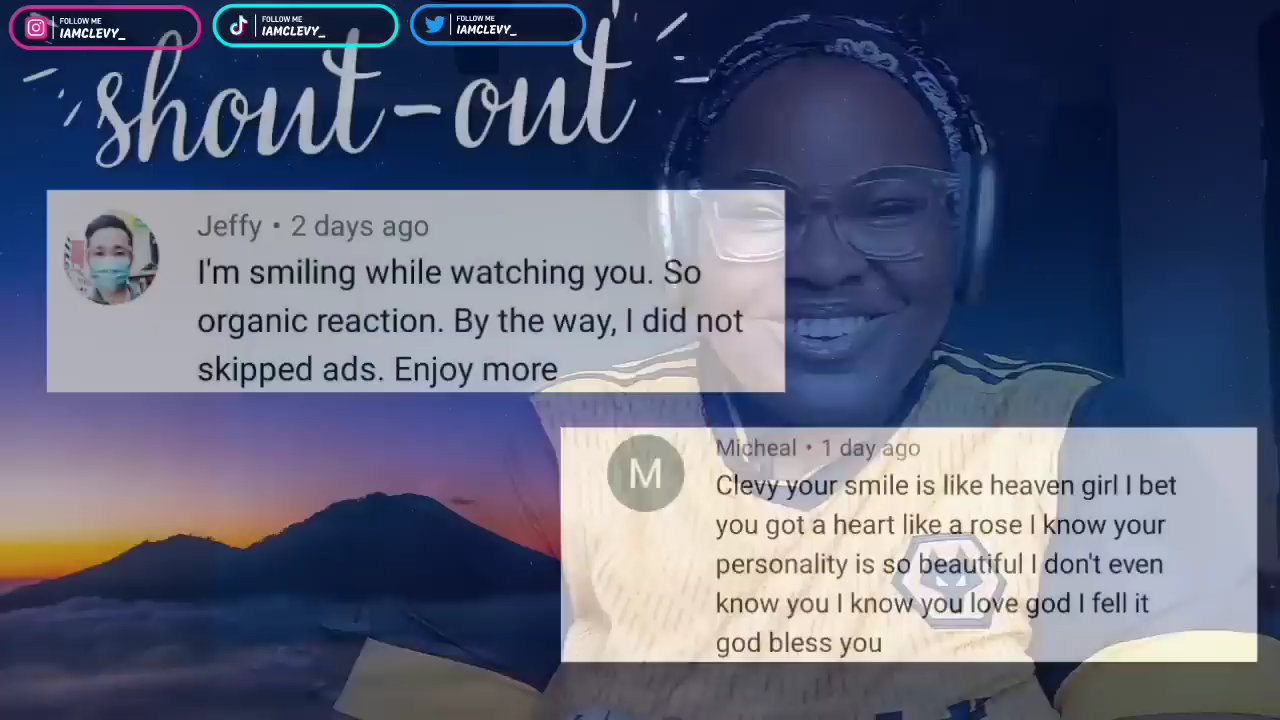 FOLLOW ME
IAMCLEVY_
FOLLOW ME
IAMCLEVY_
FOLLOW ME
IAMCLEVY_
shout-out
Jeffy • 2 days ago
I'm smiling while watching you. So
organic reaction. By the way, I did not
skipped ads. Enjoy more
M
Micheal • 1 day ago
Clevy your smile is like heaven girl I bet
you got a heart like a rose I know your
personality is so beautiful I don't even
know you I know you love god I fell it
god bless you